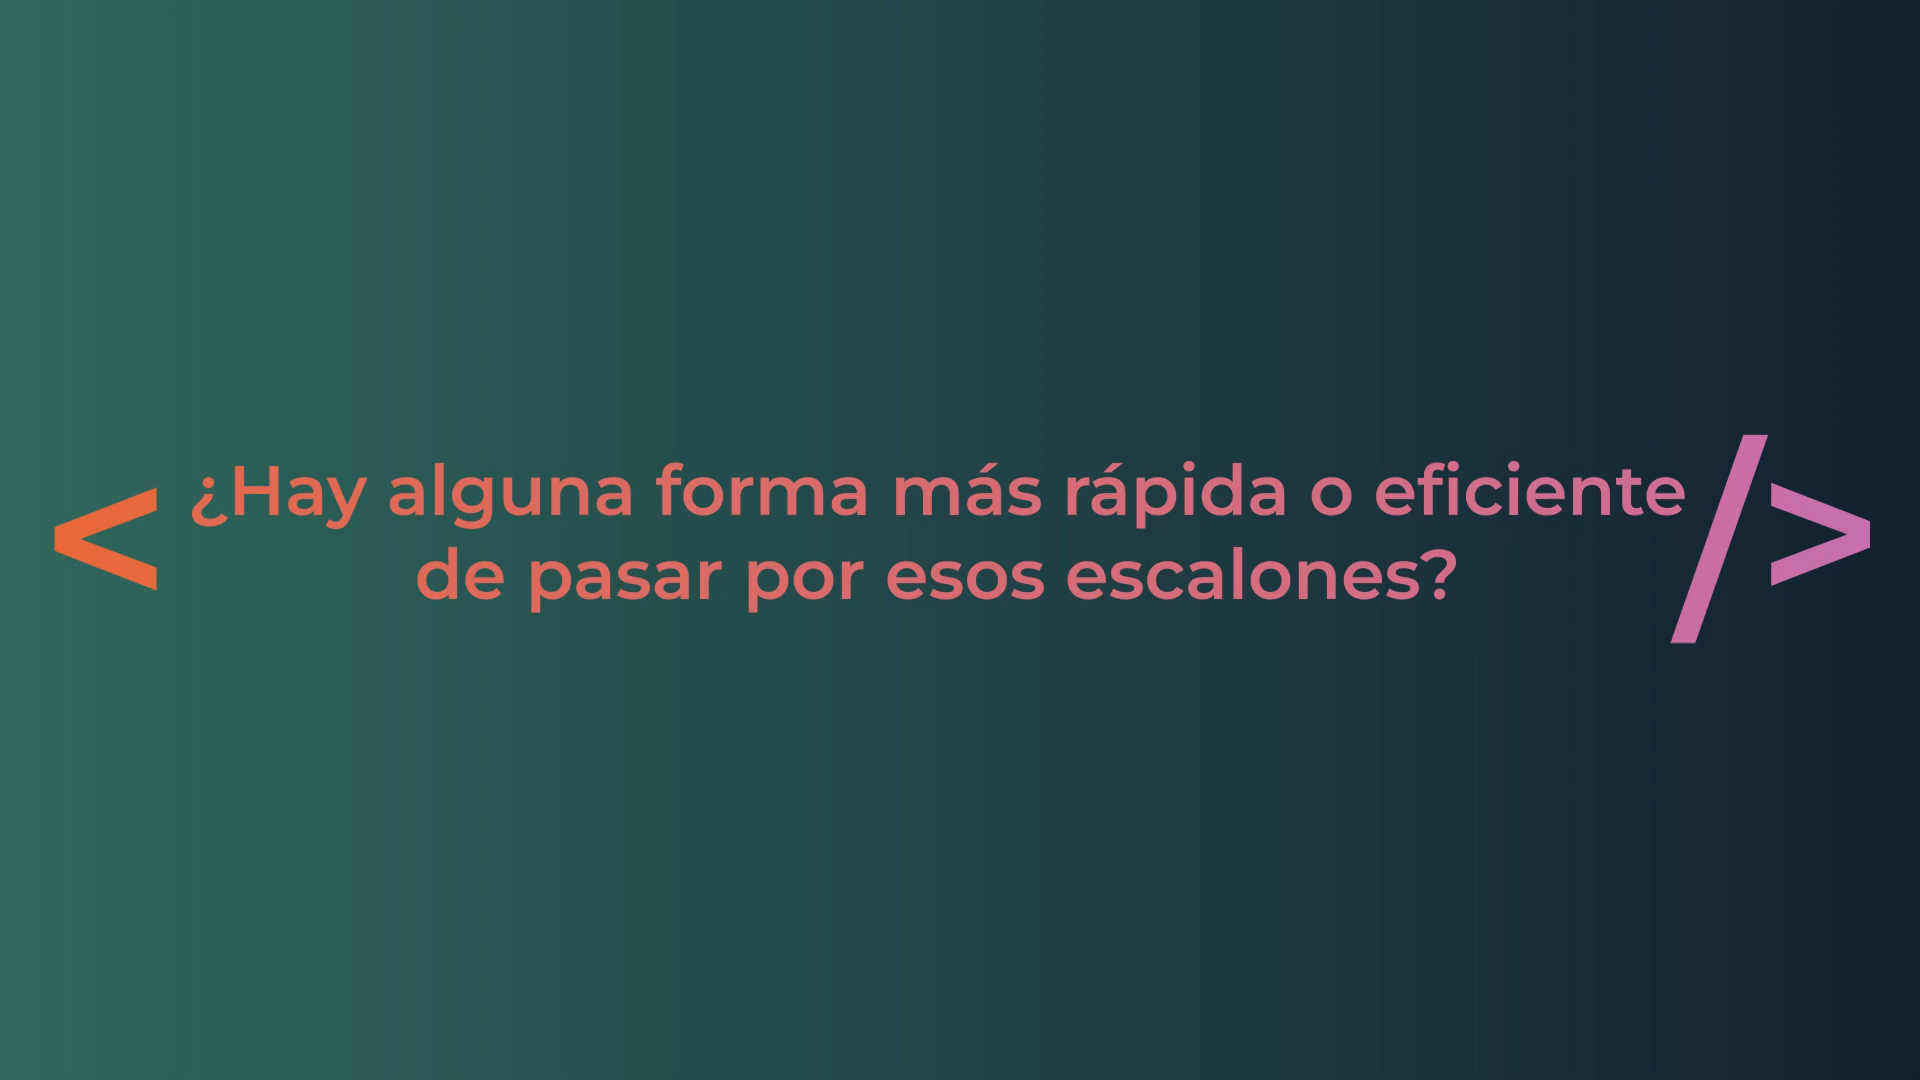 < ¿Hay alguna forma más rápida o eficiente />
de pasar por esos escalones?